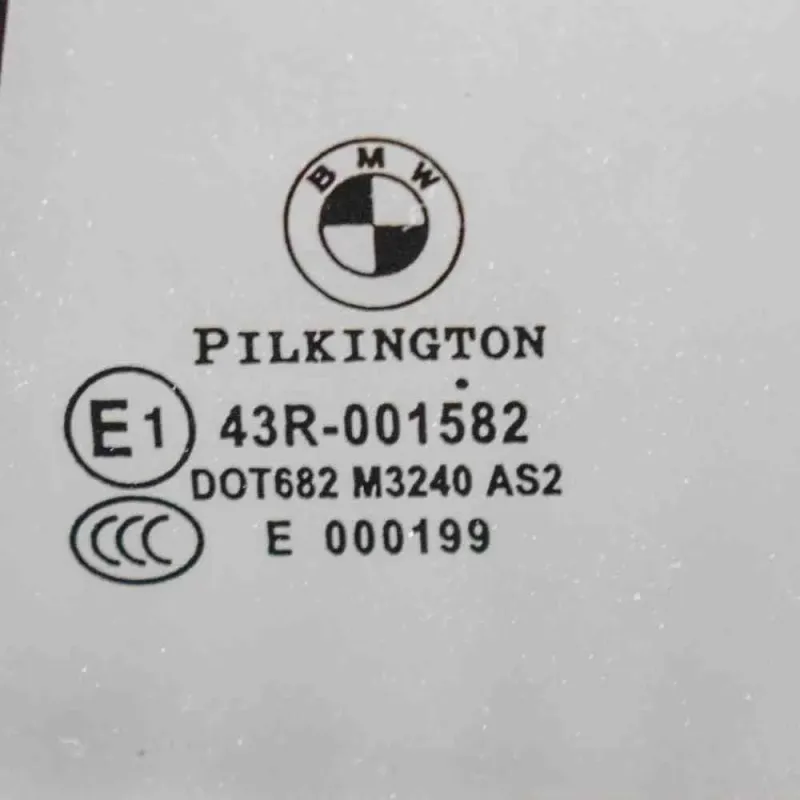 BMW
PILKINGTON
E1 43R-001582
DOT682 M3240 AS2
CCC E 000199